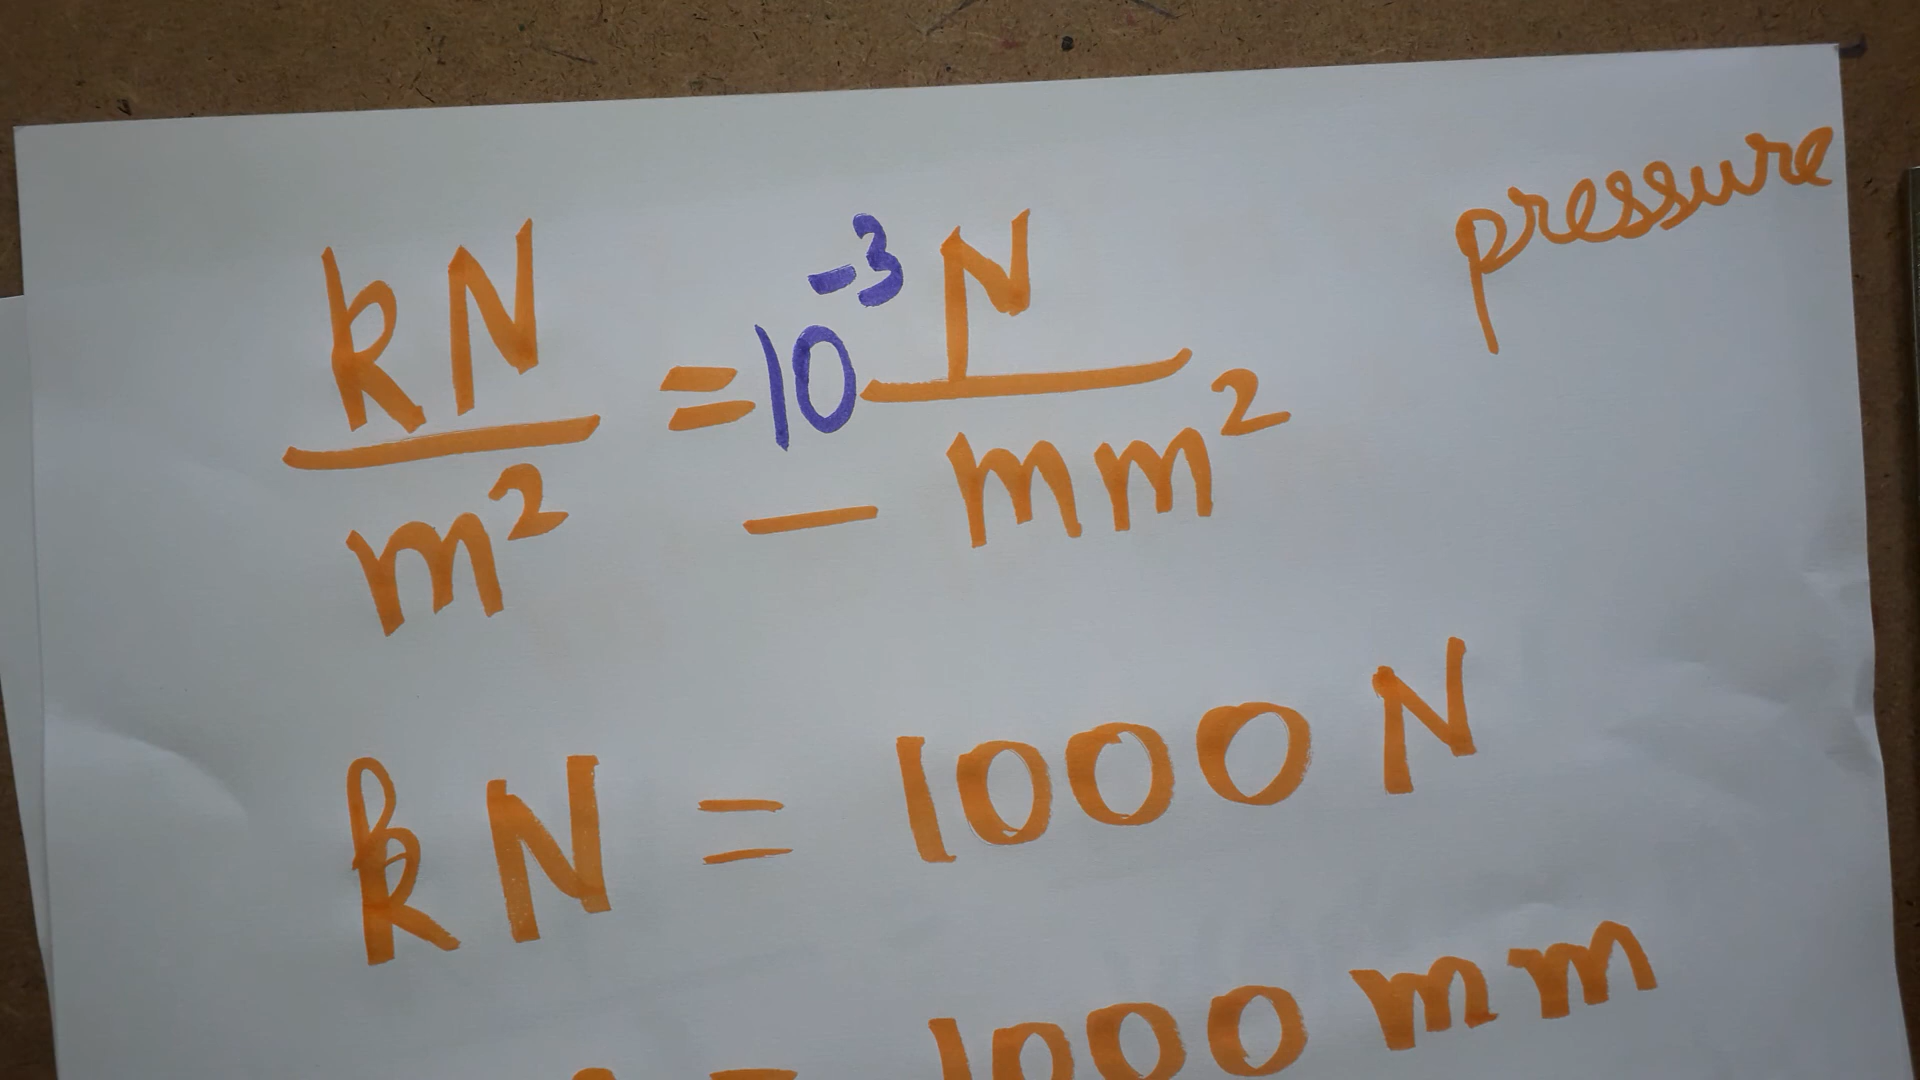 pressure
kN/m² = 10⁻³ N/mm²
kN = 1000 N
= 1000 mm